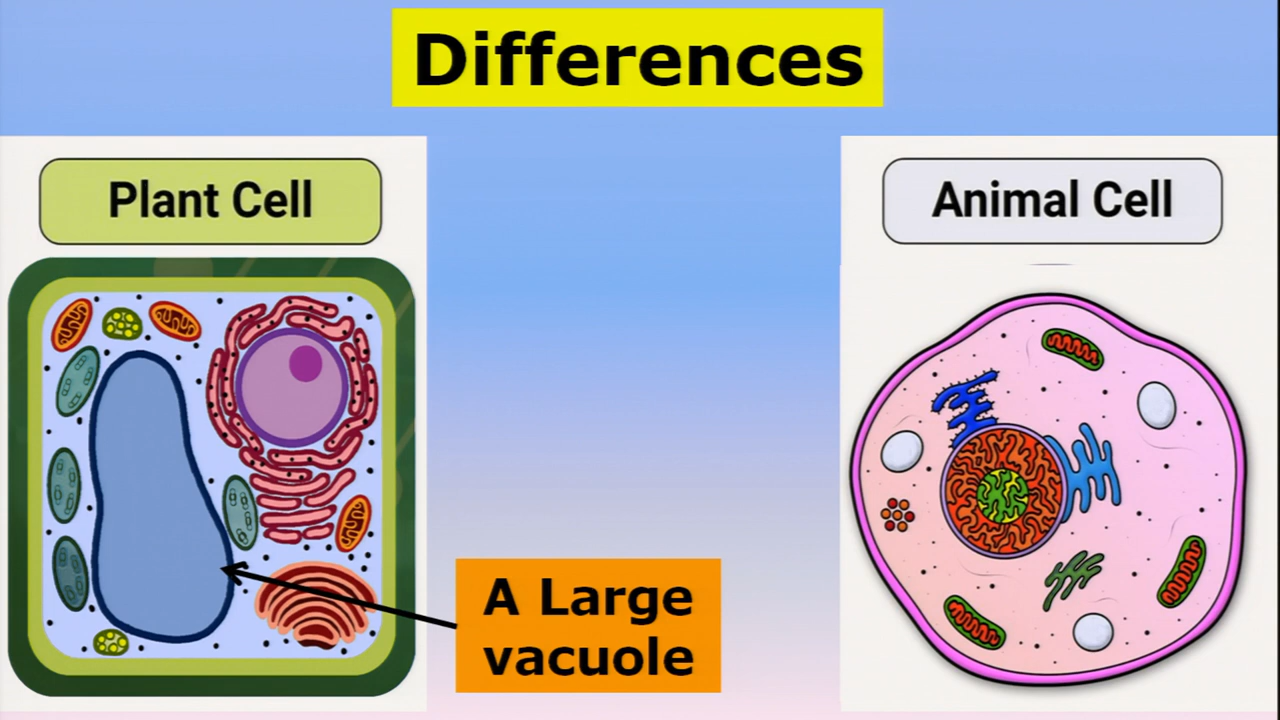 Differences
Plant Cell
Animal Cell
A Large
vacuole